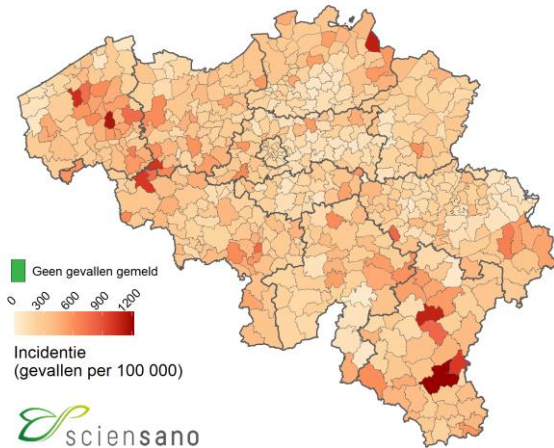 Geen gevallen gemeld
0 300 600 900 1200
Incidentie
(gevallen per 100 000)
sciensano